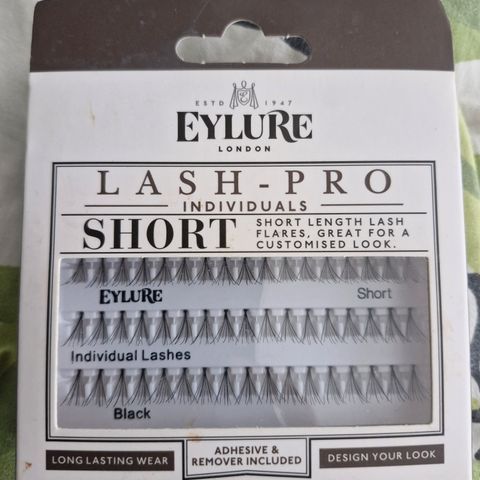 ESTD 1947
EYLURE
LONDON
LASH-PRO
INDIVIDUALS
SHORT
SHORT LENGTH LASH
FLARES, GREAT FOR A
CUSTOMISED LOOK.
EYLURE Short
Individual Lashes
Black
LONG LASTING WEAR
ADHESIVE &
REMOVER INCLUDED
DESIGN YOUR LOOK